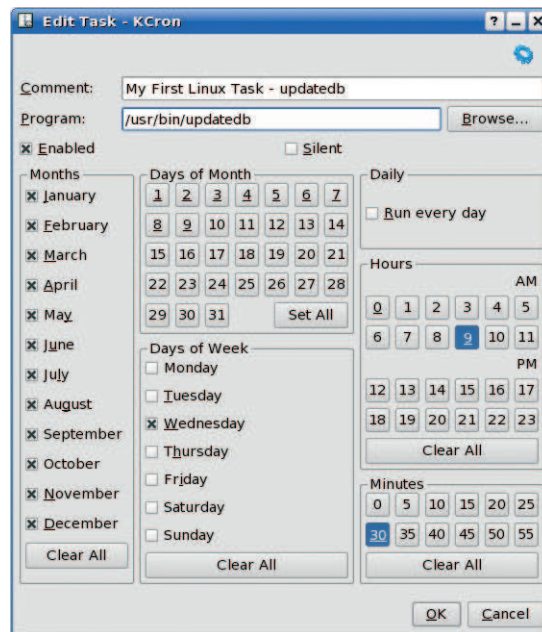 Edit Task - KCron
Comment: My First Linux Task - updatedb
Program: /usr/bin/updatedb Browse...
Enabled Silent
Months
January
February
March
April
May
June
July
August
September
October
November
December
Clear All
Days of Month
1 2 3 4 5 6 7
8 9 10 11 12 13 14
15 16 17 18 19 20 21
22 23 24 25 26 27 28
29 30 31 Set All
Days of Week
Monday
Tuesday
Wednesday
Thursday
Friday
Saturday
Sunday
Clear All
Daily
Run every day
Hours
AM
0 1 2 3 4 5
6 7 8 9 10 11
PM
12 13 14 15 16 17
18 19 20 21 22 23
Clear All
Minutes
0 5 10 15 20 25
30 35 40 45 50 55
Clear All
OK Cancel